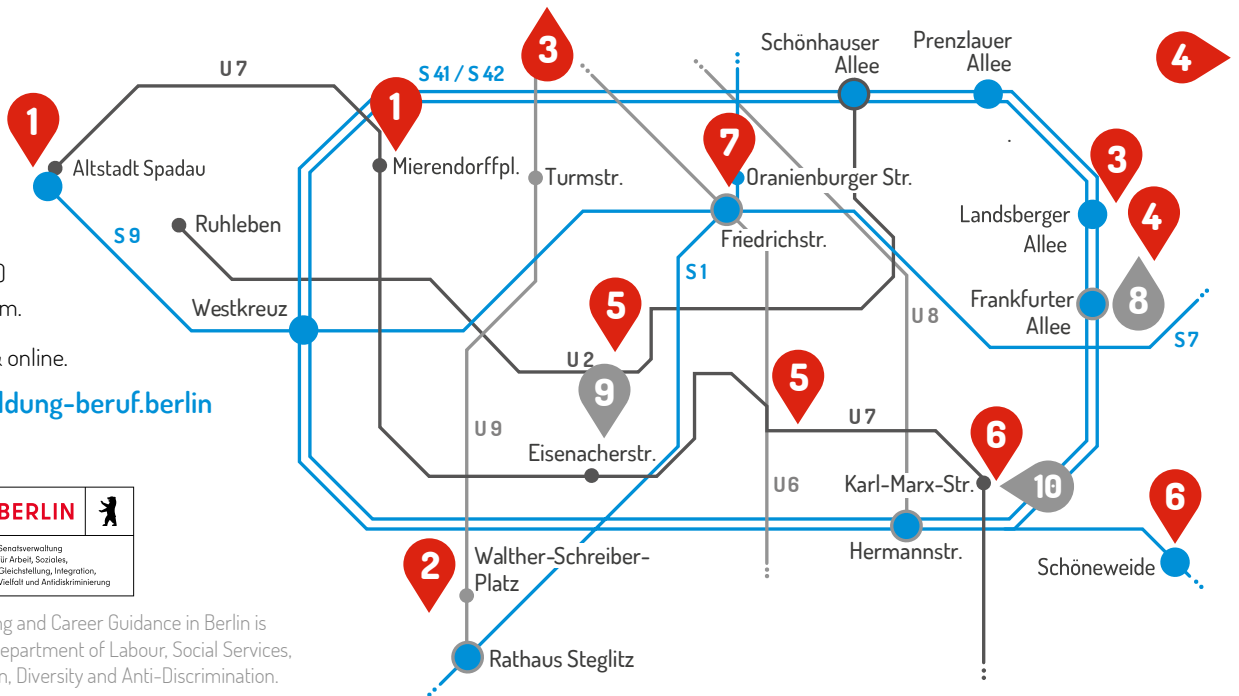 3
4
Schönhauser
Allee
Prenzlauer
Allee
U 7
S 41 / S 42
1
1
7
3
Altstadt Spadau
Mierendorffpl.
Turmstr.
Oranienburger Str.
4
Ruhleben
S 9
Landsberger
Allee
Friedrichstr.
S 1
m.
Westkreuz
5
U 8
Frankfurter
Allee
8
S 7
online.
U 2
ldung-beruf.berlin
9
5
U 7
U 9
Eisenacherstr.
6
U 6
Karl-Marx-Str.
10
BERLIN
6
Senatsverwaltung
für Arbeit, Soziales,
Gleichstellung, Integration,
Vielfalt und Antidiskriminierung
2
Walther-Schreiber-
Platz
Hermannstr.
Schöneweide
ng and Career Guidance in Berlin is
epartment of Labour, Social Services,
n, Diversity and Anti-Discrimination.
Rathaus Steglitz